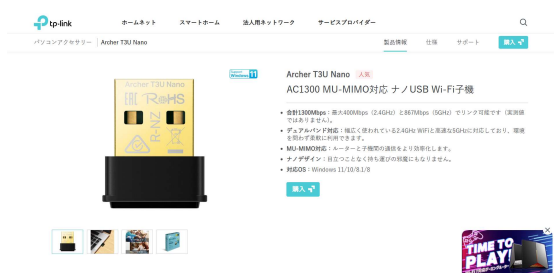 tp-link
ホームネット スマートホーム 法人用ネットワーク サービスプロバイダー
パソコンアクセサリー Archer T3U Nano
製品情報 仕様 サポート 購入
Archer T3U Nano
R-NZ
Windows 11
Archer T3U Nano 人気
AC1300 MU-MIMO対応 ナノUSB Wi-Fi子機
• 合計1300Mbps：最大400Mbps（2.4GHz）と867Mbps（5GHz）でリンク可能です（実測値
ではありません）。
• デュアルバンド対応：幅広く使われている2.4GHz WiFiと高速な5GHzに対応しており、環境
を問わず柔軟に利用できます。
• MU-MIMO対応：ルーターと子機間の通信をより効率化します。
• ナノデザイン：目立つことなく持ち運びの邪魔にもなりません。
• 対応OS：Windows 11/10/8.1/8
購入
TIME TO
PLAY!